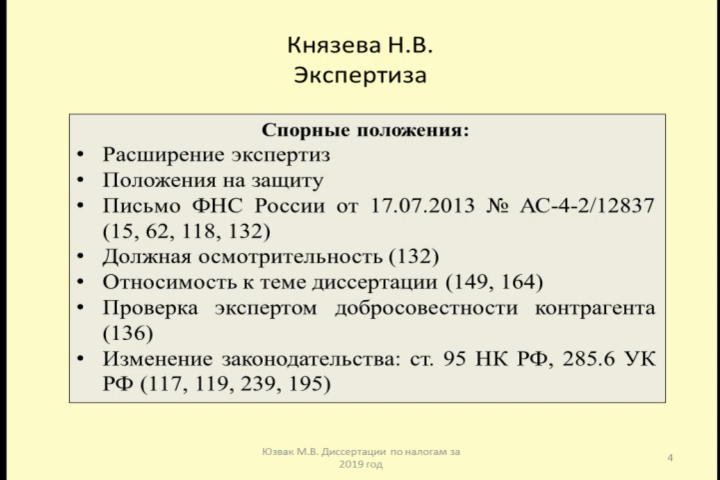 Князева Н.В.
Экспертиза
Спорные положения:
• Расширение экспертиз
• Положения на защиту
• Письмо ФНС России от 17.07.2013 № АС-4-2/12837
(15, 62, 118, 132)
• Должная осмотрительность (132)
• Относимость к теме диссертации (149, 164)
• Проверка экспертом добросовестности контрагента
(136)
• Изменение законодательства: ст. 95 НК РФ, 285.6 УК
РФ (117, 119, 239, 195)
Юзвак М.В. Диссертации по налогам за
2019 год
4